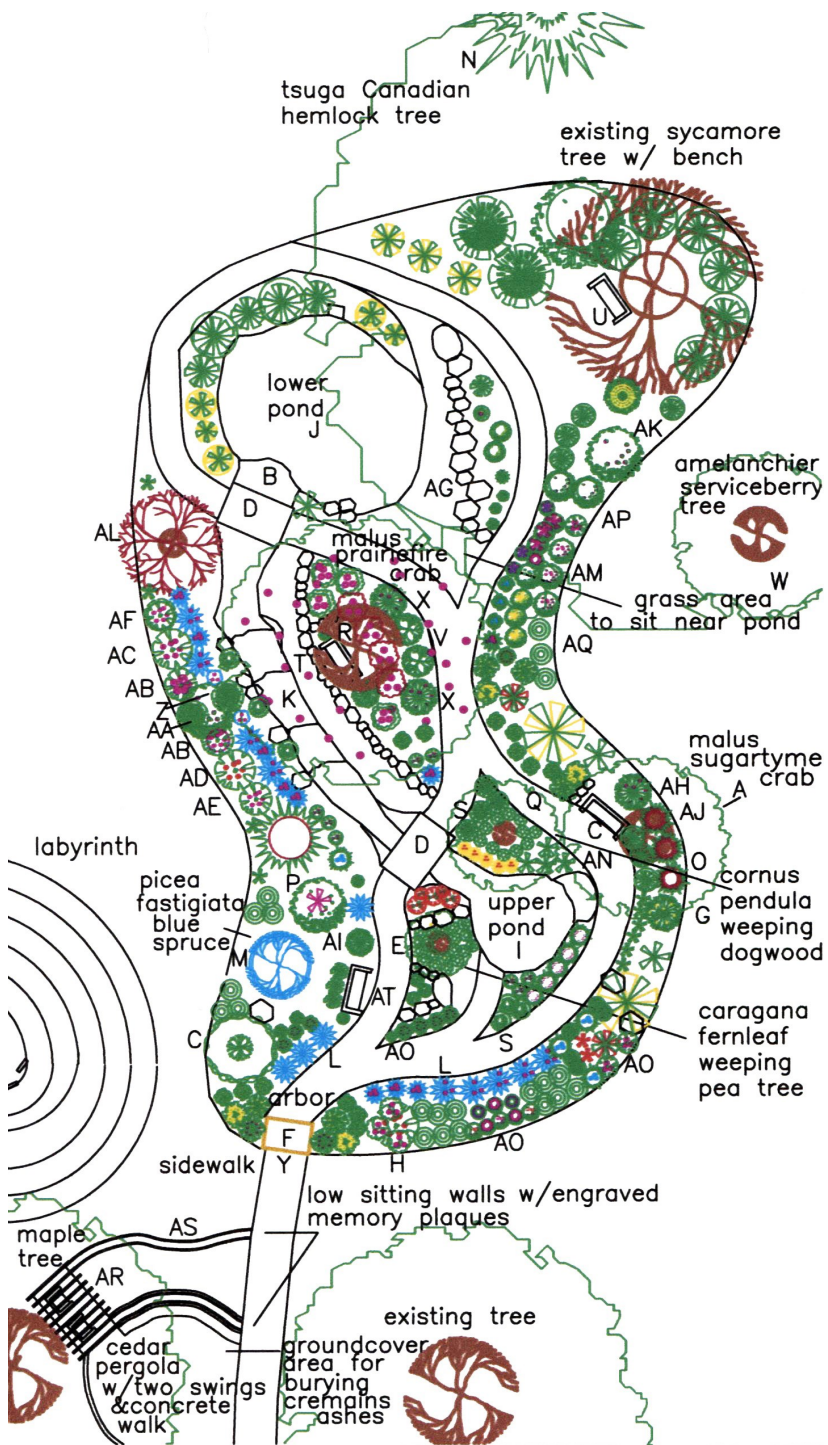 N
tsuga Canadian
hemlock tree
existing sycamore
tree w/ bench
U
lower
pond
J
AK
B
AG
amelanchier
serviceberry
tree
D
AP
AL
malus
prairiefire
crab
AM
W
X
grass area
to sit near pond
AF
R
V
AQ
AC
T
AB
K
X
Z
AA
AB
malus
sugartyme
crab
AD
AH
A
AE
S
Q
AJ
C
labyrinth
D
AN
O
P
picea
fastigiata
blue
spruce
cornus
pendula
weeping
dogwood
upper
pond
I
G
AI
E
M
AT
caragana
fernleaf
weeping
pea tree
C
L
AO
S
L
AO
arbor
F
AO
sidewalk
Y
H
low sitting walls w/engraved
memory plaques
maple
tree
AS
AR
existing tree
cedar
pergola
w/two swings
&concrete
walk
groundcover
area for
burying
cremains
ashes